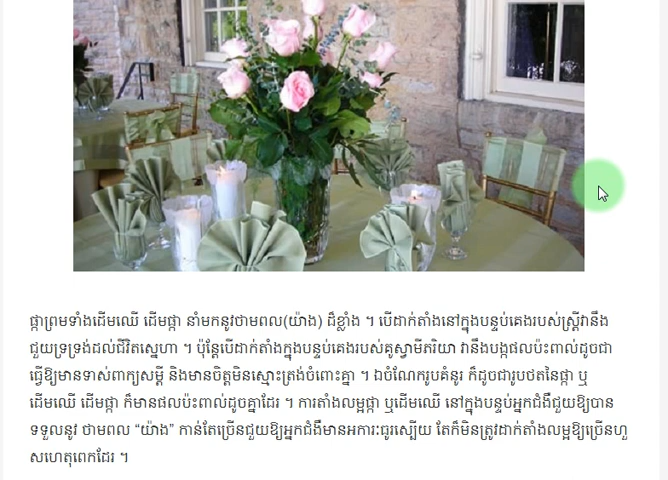 ផ្កាព្រមទាំងដើមឈើ ដើមផ្កា នាំមកនូវថាមពល(យ៉ាង) ដ៏ខ្លាំង ។ បើដាក់តាំងនៅក្នុងបន្ទប់គេងរបស់ស្ត្រីវានឹង
ជួយទ្រទ្រង់ដល់ជីវិតស្នេហា ។ ប៉ុន្តែបើដាក់តាំងក្នុងបន្ទប់គេងរបស់គូស្វាមីភរិយា វានឹងបង្កផលប៉ះពាល់ដូចជា
ធ្វើឱ្យមានទាស់ពាក្យសម្តី និងមានចិត្តមិនស្មោះត្រង់ចំពោះគ្នា ។ ឯចំណែករូបគំនូរ ក៏ដូចជារូបថតនៃផ្កា ឬ
ដើមឈើ ដើមផ្កា ក៏មានផលប៉ះពាល់ដូចគ្នាដែរ ។ ការតាំងលម្អផ្កា ឬដើមឈើ នៅក្នុងបន្ទប់អ្នកជំងឺជួយឱ្យបាន
ទទួលនូវ ថាមពល “យ៉ាង” កាន់តែច្រើនជួយឱ្យអ្នកជំងឺមានអាការៈធូរស្បើយ តែក៏មិនត្រូវដាក់តាំងលម្អឱ្យច្រើនហួ
សហេតុពេកដែរ ។